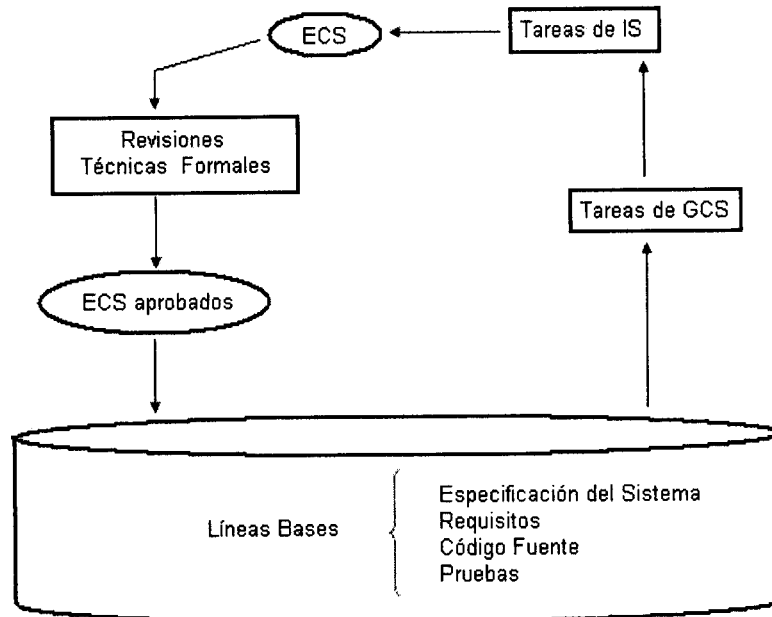 ECS
Tareas de IS
Revisiones
Técnicas Formales
Tareas de GCS
ECS aprobados
Líneas Bases
Especificación del Sistema
Requisitos
Código Fuente
Pruebas